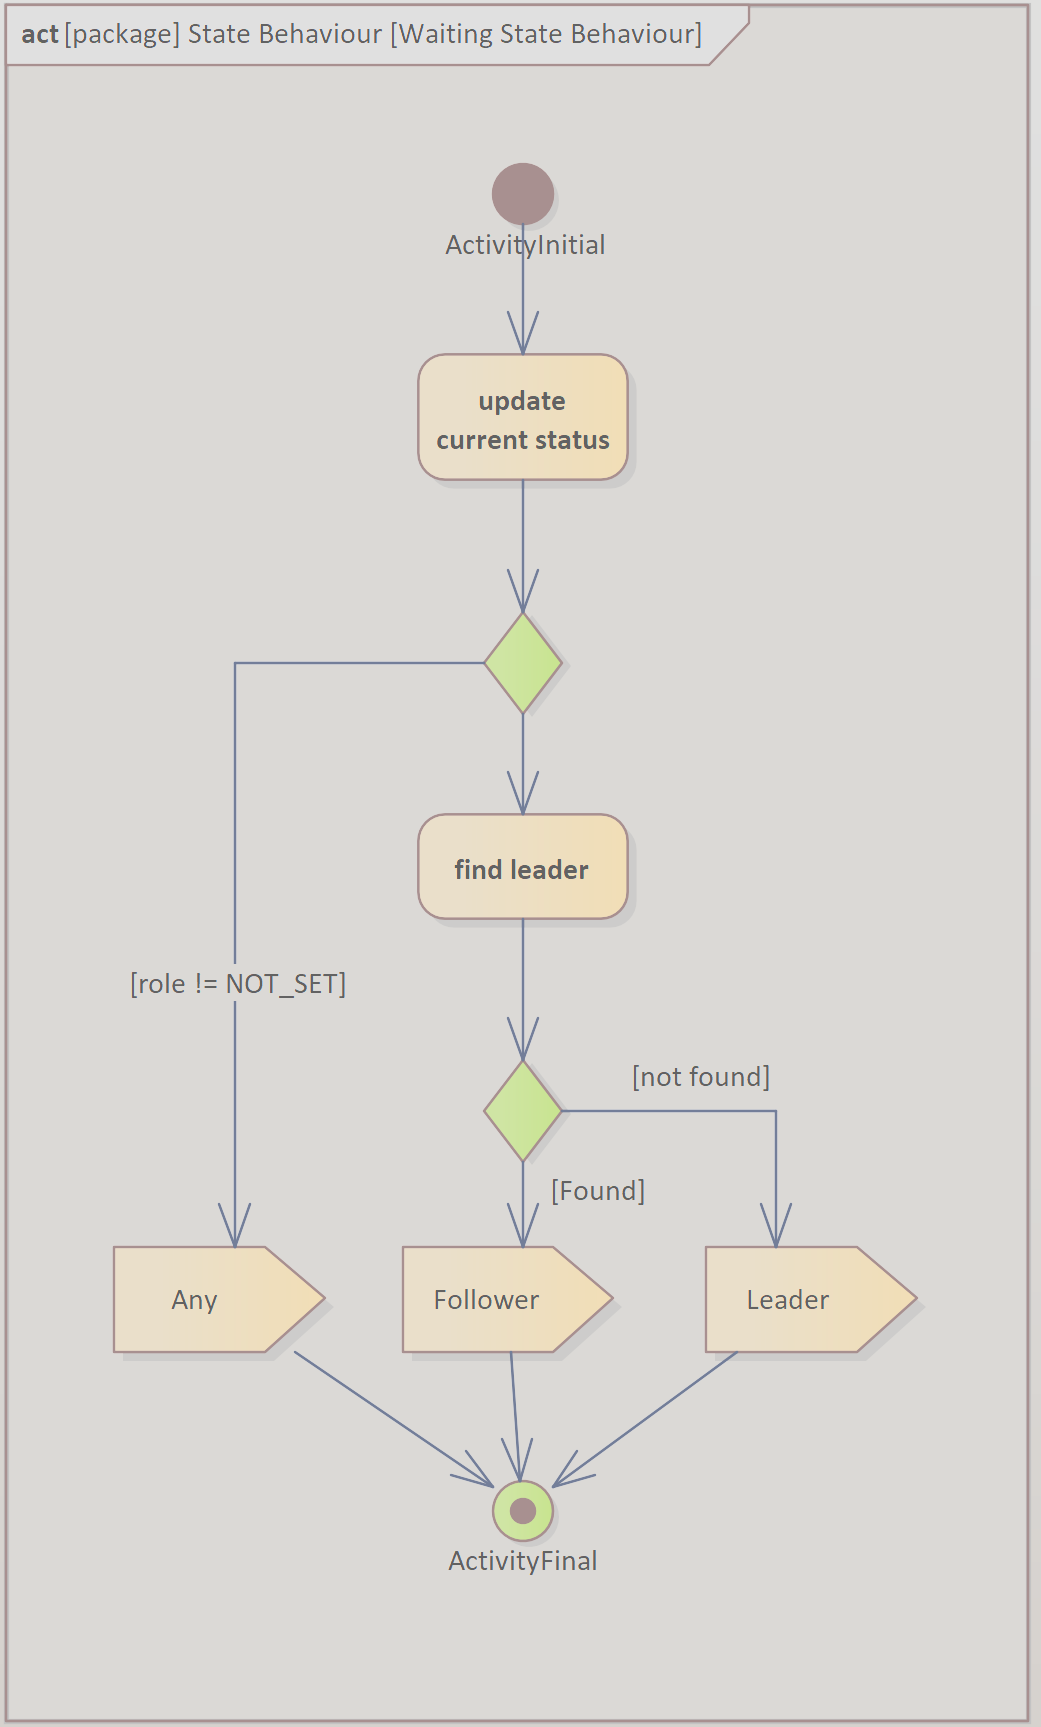 act [package] State Behaviour [Waiting State Behaviour]
ActivityInitial
update
current status
find leader
[role != NOT_SET]
[not found]
[Found]
Any
Follower
Leader
ActivityFinal